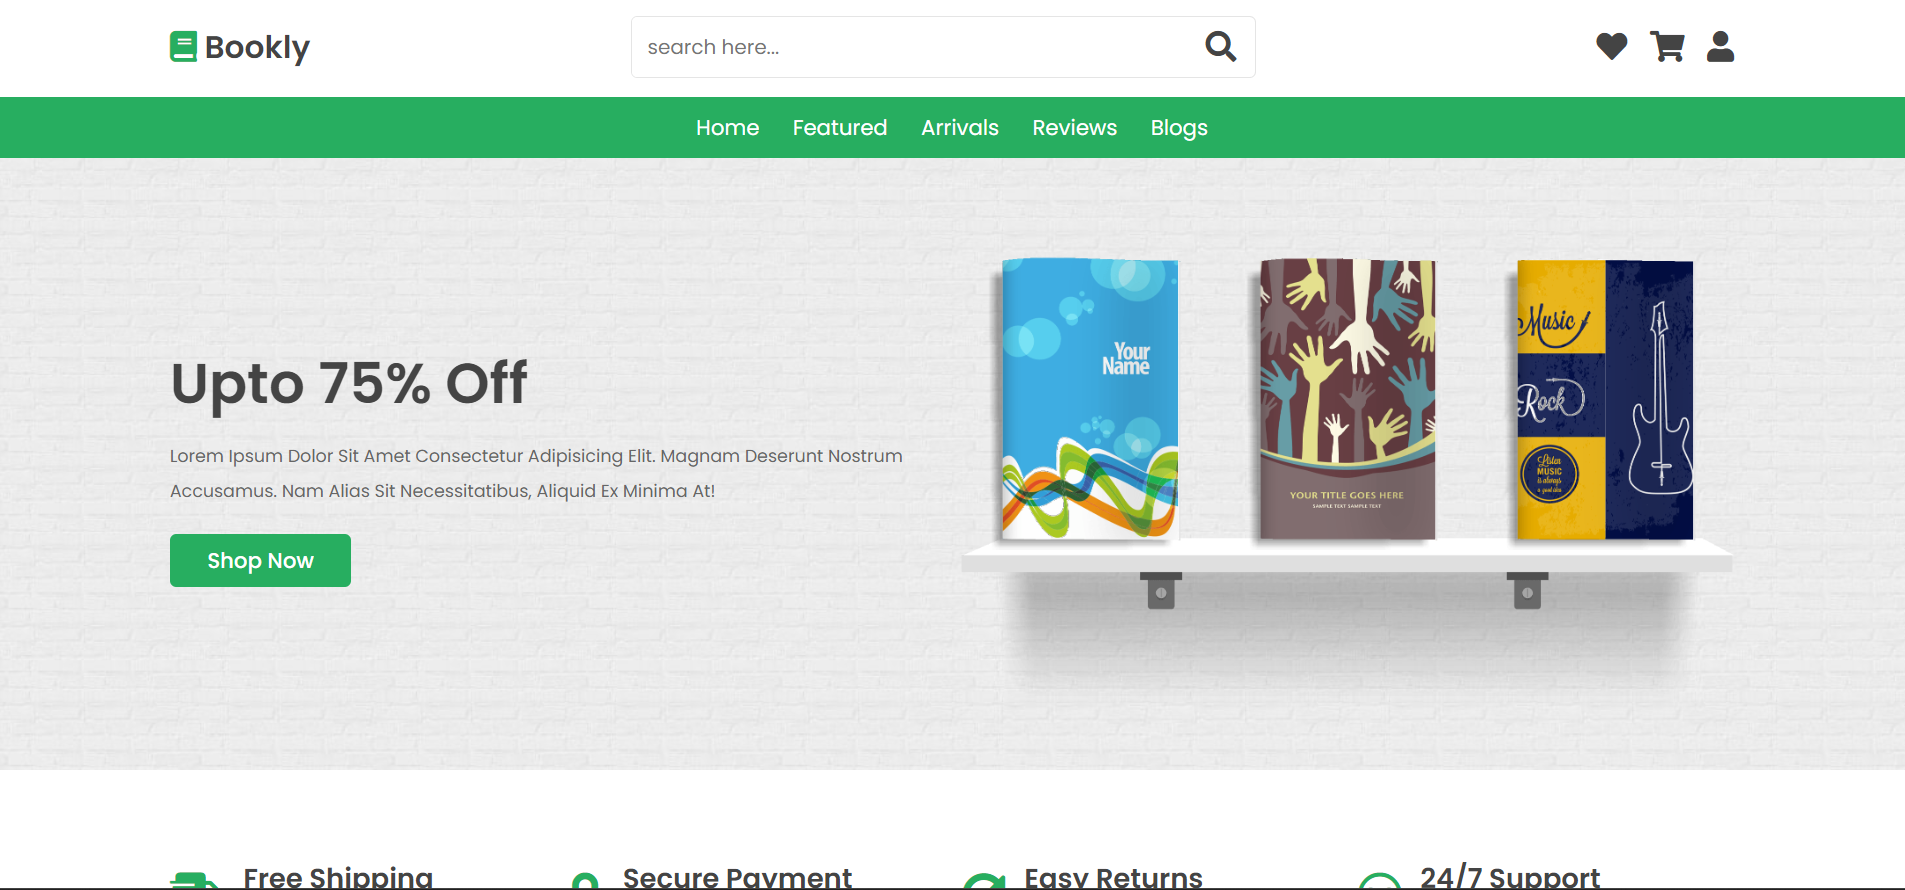 Bookly
search here...
Home Featured Arrivals Reviews Blogs
Upto 75% Off
Lorem Ipsum Dolor Sit Amet Consectetur Adipisicing Elit. Magnam Deserunt Nostrum
Accusamus. Nam Alias Sit Necessitatibus, Aliquid Ex Minima At!
Shop Now
Your
Name
YOUR TITLE GOES HERE
SAMPLE TEXT SAMPLE TEXT
Music
Rock
Listen
MUSIC
is always
a good idea
Free Shipping Secure Payment Easy Returns 24/7 Support